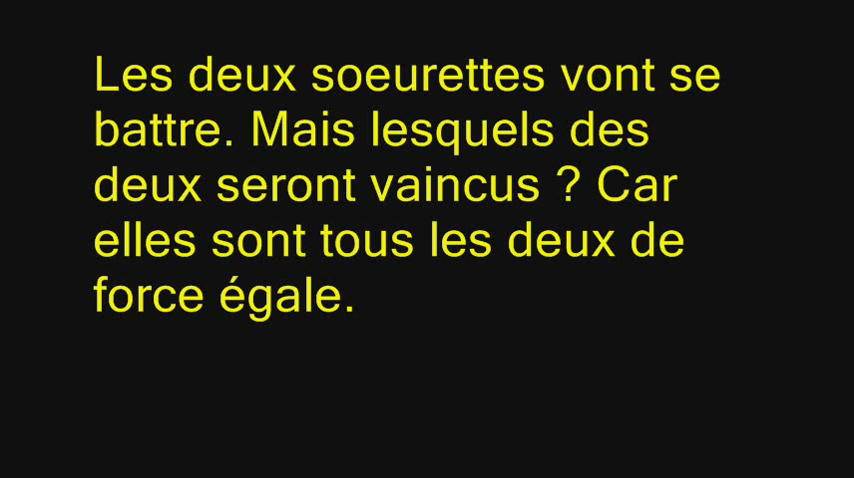 Les deux soeurettes vont se
battre. Mais lesquels des
deux seront vaincus ? Car
elles sont tous les deux de
force égale.